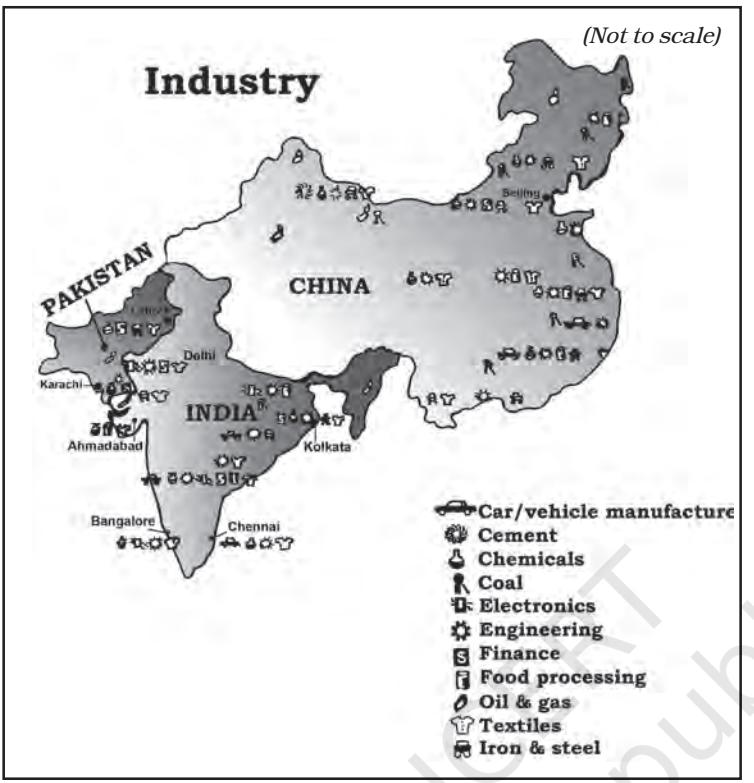 (Not to scale)
Industry
Beijing
PAKISTAN
CHINA
Lahore
Delhi
Karachi
INDIA
Kolkata
Ahmadabad
Bangalore
Chennai
Car/vehicle manufacture
Cement
Chemicals
Coal
Electronics
Engineering
S Finance
Food processing
Oil & gas
Textiles
Iron & steel